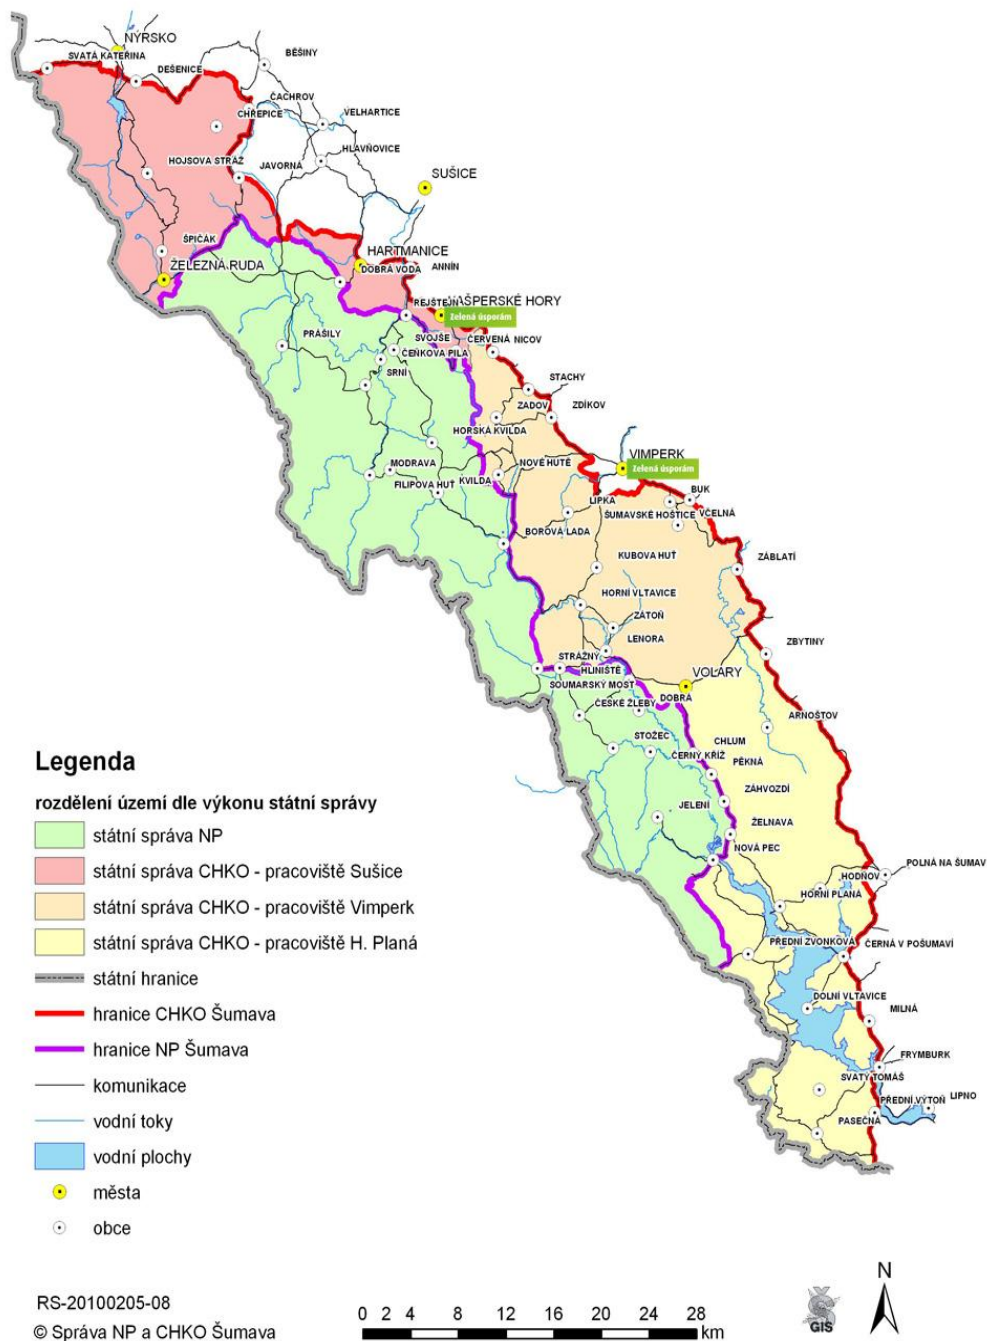 NÝRSKO
SVATÁ KATEŘINA
DEŠENICE
BĚŠINY
ČACHROV
CHŘEPICE
VELHARTICE
HLAVŇOVICE
HOJSOVA STRÁŽ
JAVORNÁ
SUŠICE
ŠPIČÁK
ŽELEZNÁ RUDA
HARTMANICE
DOBRÁ VODA
ANNÍN
REJŠTEJN
KAŠPERSKÉ HORY
Zelená úsporám
PRÁŠILY
SVOJŠE
ČERVENÁ
NICOV
ČEŇKOVA PILA
SRNÍ
STACHY
ZADOV
ZDÍKOV
HORSKÁ KVILDA
VIMPERK
Zelená úsporám
MODRAVA
NOVÉ HUTĚ
FILIPOVA HUŤ
KVILDA
BUK
LIPKA
ŠUMAVSKÉ HOŠTICE
VČELNÁ
BOROVÁ LADA
KUBOVA HUŤ
ZÁBLATÍ
HORNÍ VLTAVICE
ZÁTOŇ
LENORA
ZBYTINY
STRÁŽNÝ
HLINIŠTĚ
VOLARY
SOUMARSKÝ MOST
DOBRÁ
ČESKÉ ŽLEBY
ARNOŠTOV
STOŽEC
CHLUM
ČERNÝ KŘÍŽ
PĚKNÁ
ZÁHVOZDÍ
JELENÍ
ŽELNAVA
NOVÁ PEC
POLNÁ NA ŠUMAV
HODŇOV
HORNÍ PLANÁ
PŘEDNÍ ZVONKOVÁ
ČERNÁ V POŠUMAVÍ
DOLNÍ VLTAVICE
MILNÁ
FRYMBURK
SVATÝ TOMÁŠ
PŘEDNÍ VÝTOŇ
LIPNO
PASEČNÁ
Legenda
rozdělení území dle výkonu státní správy
státní správa NP
státní správa CHKO - pracoviště Sušice
státní správa CHKO - pracoviště Vimperk
státní správa CHKO - pracoviště H. Planá
státní hranice
hranice CHKO Šumava
hranice NP Šumava
komunikace
vodní toky
vodní plochy
města
obce
RS-20100205-08
© Správa NP a CHKO Šumava
0 2 4 8 12 16 20 24 28
km
GIS
N